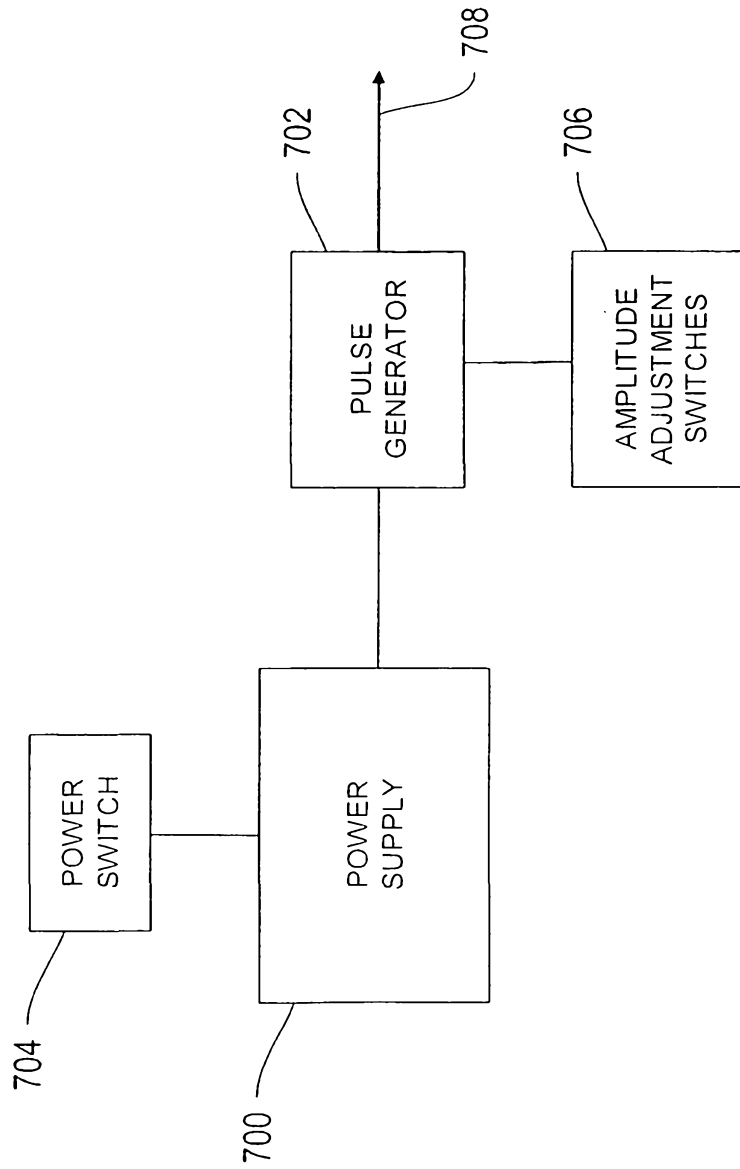 704
POWER
SWITCH
700
POWER
SUPPLY
702
PULSE
GENERATOR
708
706
AMPLITUDE
ADJUSTMENT
SWITCHES